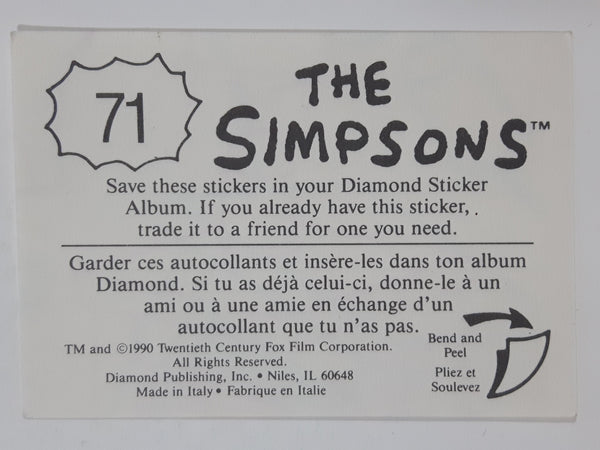 71
THE
SIMPSONS™
Save these stickers in your Diamond Sticker
Album. If you already have this sticker,
trade it to a friend for one you need.
Garder ces autocollants et insère-les dans ton album
Diamond. Si tu as déjà celui-ci, donne-le à un
ami ou à une amie en échange d'un
autocollant que tu n'as pas.
TM and ©1990 Twentieth Century Fox Film Corporation.
All Rights Reserved.
Diamond Publishing, Inc. • Niles, IL 60648
Made in Italy • Fabrique en Italie
Bend and
Peel
Pliez et
Soulevez